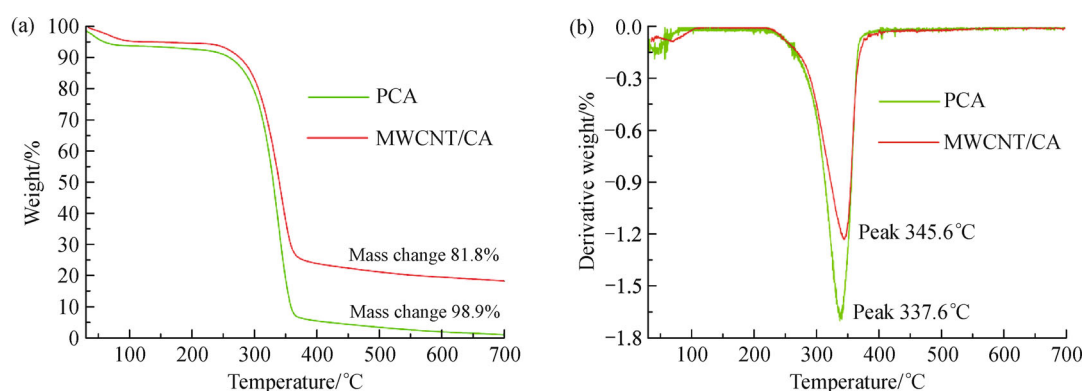 (a)
100
90
80
70
60
50
40
30
20
10
0
Weight/%
PCA
MWCNT/CA
Mass change 81.8%
Mass change 98.9%
100 200 300 400 500 600 700
Temperature/°C
(b)
0.0
−0.3
−0.6
−0.9
−1.2
−1.5
−1.8
Derivative weight/%
PCA
MWCNT/CA
Peak 345.6°C
Peak 337.6°C
100 200 300 400 500 600 700
Temperature/°C